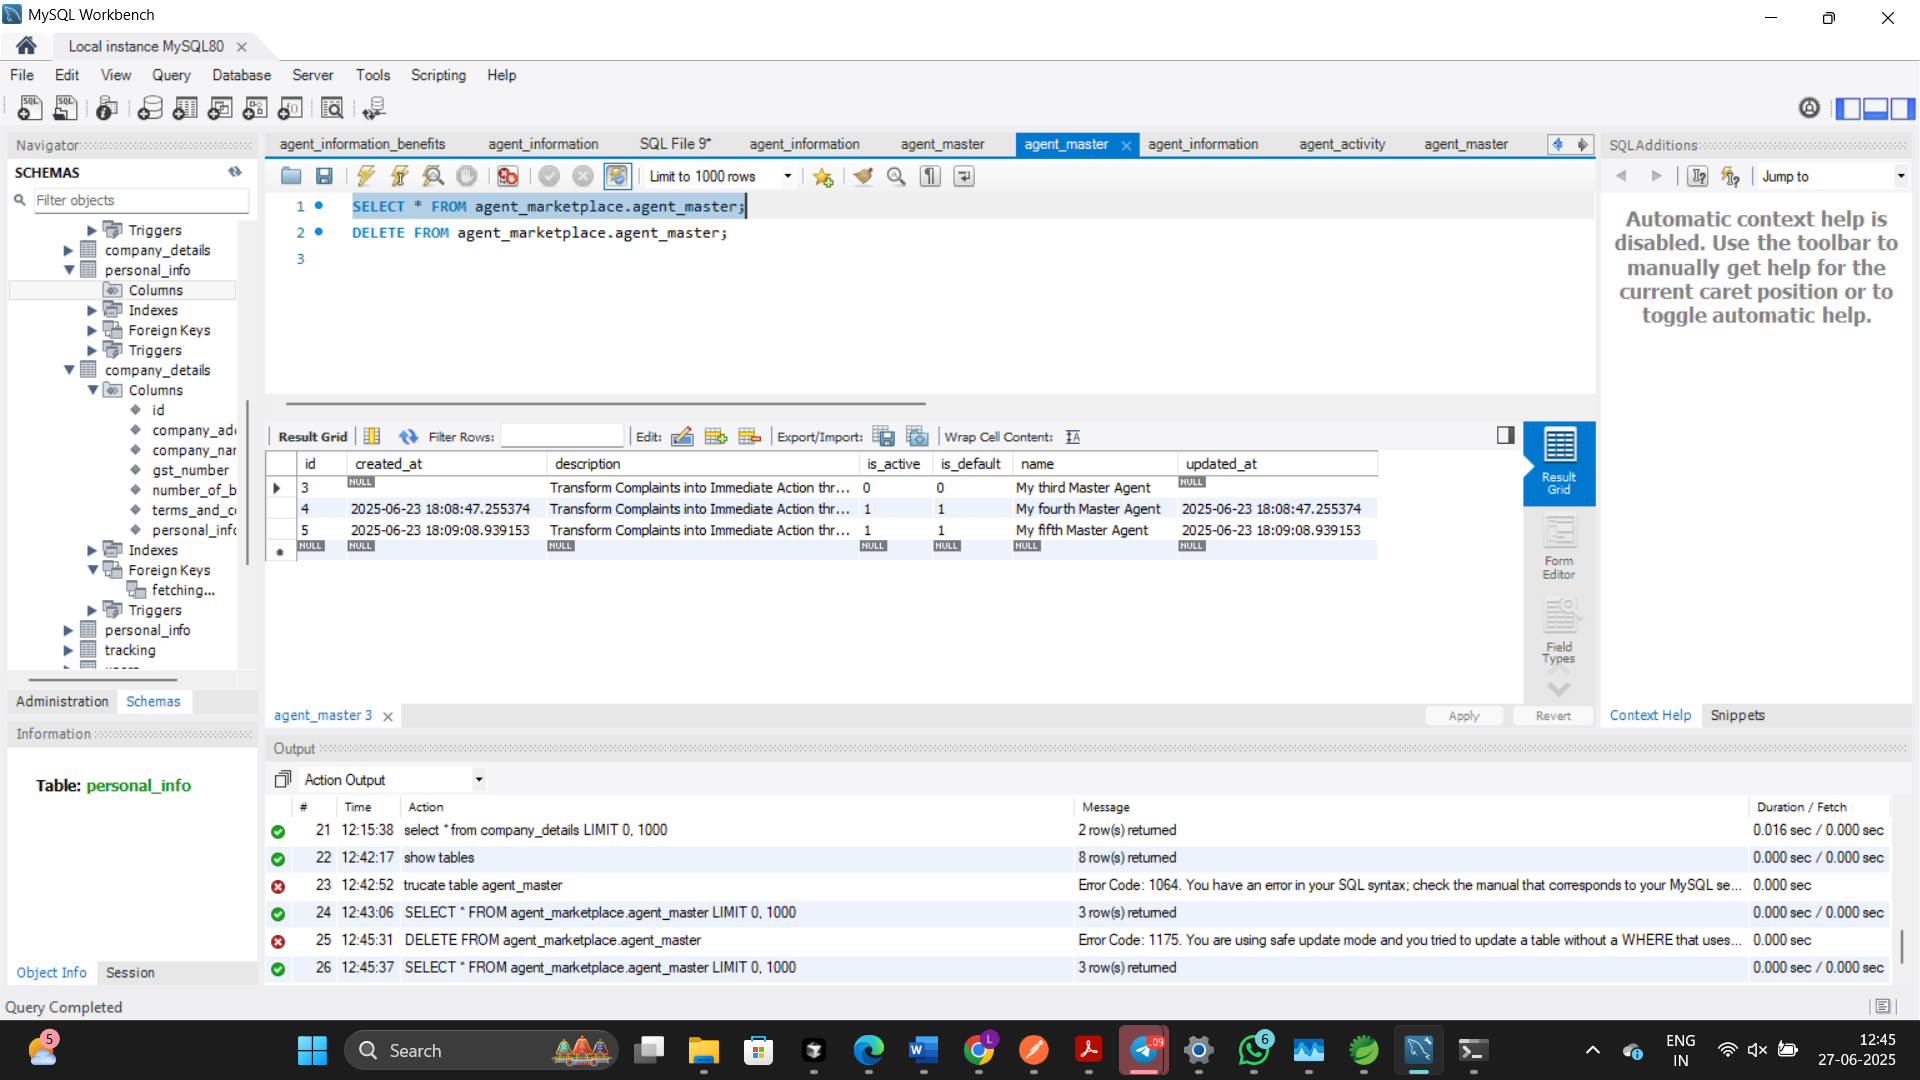 MySQL Workbench
Local instance MySQL80
File Edit View Query Database Server Tools Scripting Help
Navigator
SCHEMAS
Filter objects
Triggers
company_details
personal_info
Columns
Indexes
Foreign Keys
Triggers
company_details
Columns
id
company_ad
company_nar
gst_number
number_of_b
terms_and_c
personal_info
Indexes
Foreign Keys
fetching...
Triggers
personal_info
tracking
Administration Schemas
Information
Table: personal_info
Object Info Session
Query Completed
agent_information_benefits agent_information SQL File 9* agent_information agent_master agent_master agent_information agent_activity agent_master
Limit to 1000 rows
1 SELECT * FROM agent_marketplace.agent_master;
2 DELETE FROM agent_marketplace.agent_master;
3
Result Grid Filter Rows: Edit: Export/Import: Wrap Cell Content:
id created_at description is_active is_default name updated_at
3 NULL Transform Complaints into Immediate Action thr... 0 0 My third Master Agent NULL
4 2025-06-23 18:08:47.255374 Transform Complaints into Immediate Action thr... 1 1 My fourth Master Agent 2025-06-23 18:08:47.255374
5 2025-06-23 18:09:08.939153 Transform Complaints into Immediate Action thr... 1 1 My fifth Master Agent 2025-06-23 18:09:08.939153
NULL NULL NULL NULL NULL NULL NULL
Result
Grid
Form
Editor
Field
Types
agent_master 3
Apply Revert
SQLAdditions
Jump to
Automatic context help is
disabled. Use the toolbar to
manually get help for the
current caret position or to
toggle automatic help.
Context Help Snippets
Output
Action Output
# Time Action Message Duration / Fetch
21 12:15:38 select * from company_details LIMIT 0, 1000 2 row(s) returned 0.016 sec / 0.000 sec
22 12:42:17 show tables 8 row(s) returned 0.000 sec / 0.000 sec
23 12:42:52 trucate table agent_master Error Code: 1064. You have an error in your SQL syntax; check the manual that corresponds to your MySQL se... 0.000 sec
24 12:43:06 SELECT * FROM agent_marketplace.agent_master LIMIT 0, 1000 3 row(s) returned 0.000 sec / 0.000 sec
25 12:45:31 DELETE FROM agent_marketplace.agent_master Error Code: 1175. You are using safe update mode and you tried to update a table without a WHERE that uses... 0.000 sec
26 12:45:37 SELECT * FROM agent_marketplace.agent_master LIMIT 0, 1000 3 row(s) returned 0.000 sec / 0.000 sec
5
Search
L
.09
6
ENG
IN
12:45
27-06-2025